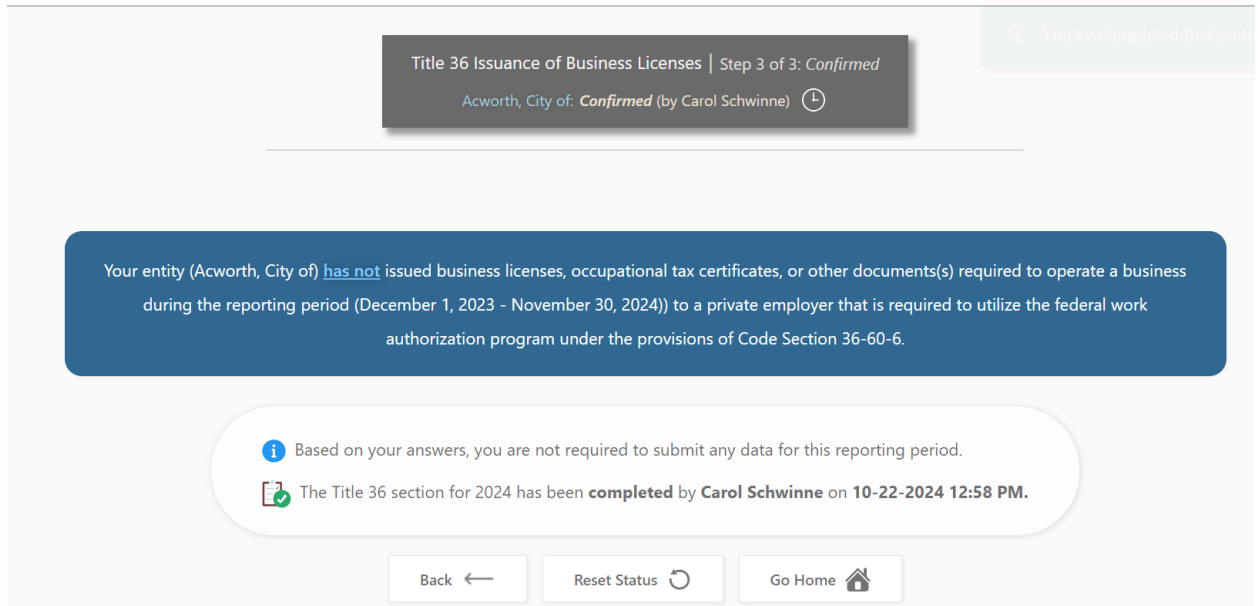 You've completed this secti
Title 36 Issuance of Business Licenses | Step 3 of 3: Confirmed
Acworth, City of: Confirmed (by Carol Schwinne)
Your entity (Acworth, City of) has not issued business licenses, occupational tax certificates, or other documents(s) required to operate a business
during the reporting period (December 1, 2023 - November 30, 2024)) to a private employer that is required to utilize the federal work
authorization program under the provisions of Code Section 36-60-6.
Based on your answers, you are not required to submit any data for this reporting period.
The Title 36 section for 2024 has been completed by Carol Schwinne on 10-22-2024 12:58 PM.
Back
Reset Status
Go Home